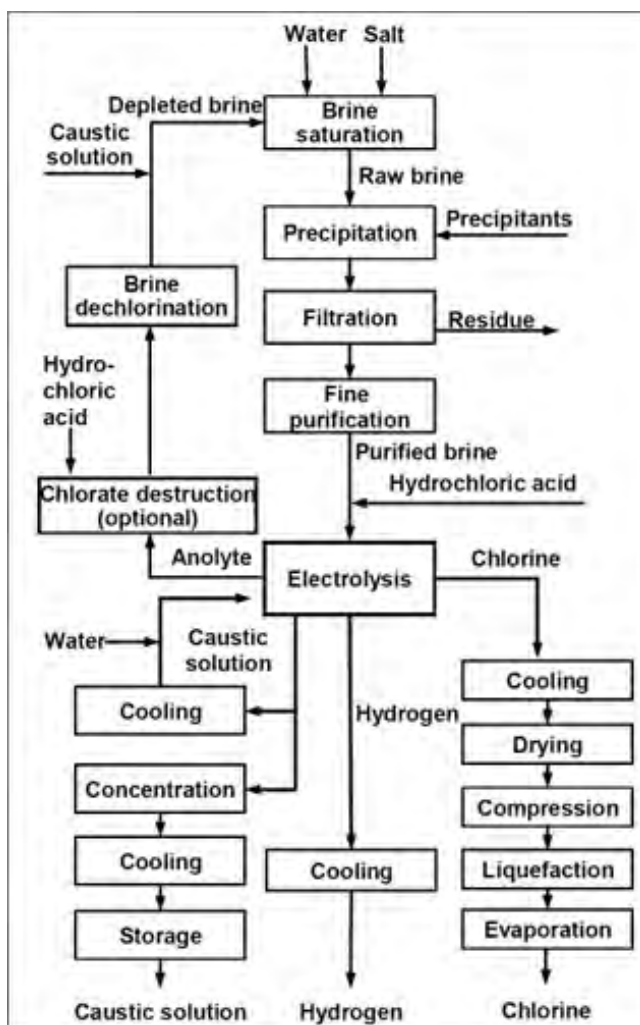 Water
Salt
Depleted brine
Brine
saturation
Caustic
solution
Raw brine
Precipitants
Precipitation
Brine
dechlorination
Filtration
Residue
Hydro-
chloric
acid
Fine
purification
Purified brine
Hydrochloric acid
Chlorate destruction
(optional)
Anolyte
Electrolysis
Chlorine
Water
Caustic
solution
Cooling
Cooling
Hydrogen
Drying
Concentration
Compression
Cooling
Cooling
Liquefaction
Storage
Evaporation
Caustic solution
Hydrogen
Chlorine